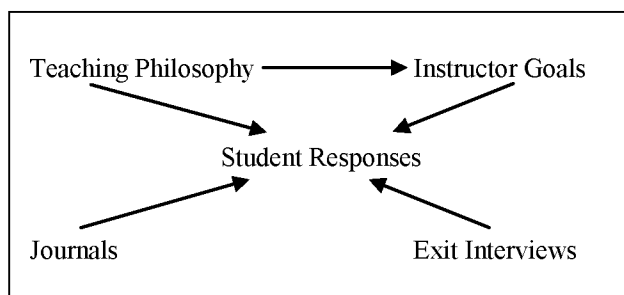 Teaching Philosophy
Instructor Goals
Student Responses
Journals
Exit Interviews